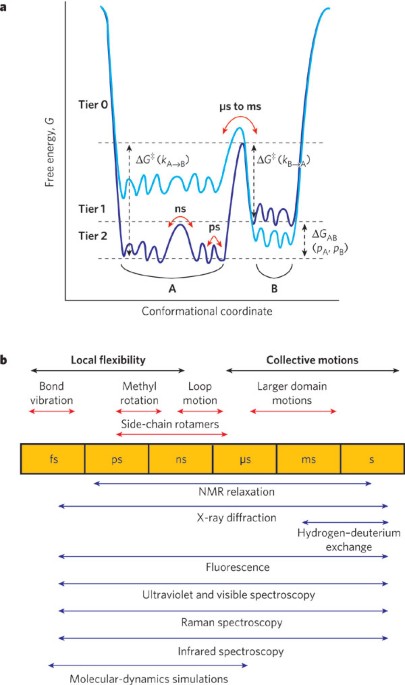 a
Tier 0
Free energy, G
µs to ms
ΔG‡ (kA→B)
ΔG‡ (kB→A)
Tier 1
ns
Tier 2
ps
ΔGAB
(pA, pB)
A
B
Conformational coordinate
b
Local flexibility
Collective motions
Bond
vibration
Methyl
rotation
Loop
motion
Larger domain
motions
Side-chain rotamers
fs ps ns µs ms s
NMR relaxation
X-ray diffraction
Hydrogen–deuterium
exchange
Fluorescence
Ultraviolet and visible spectroscopy
Raman spectroscopy
Infrared spectroscopy
Molecular-dynamics simulations